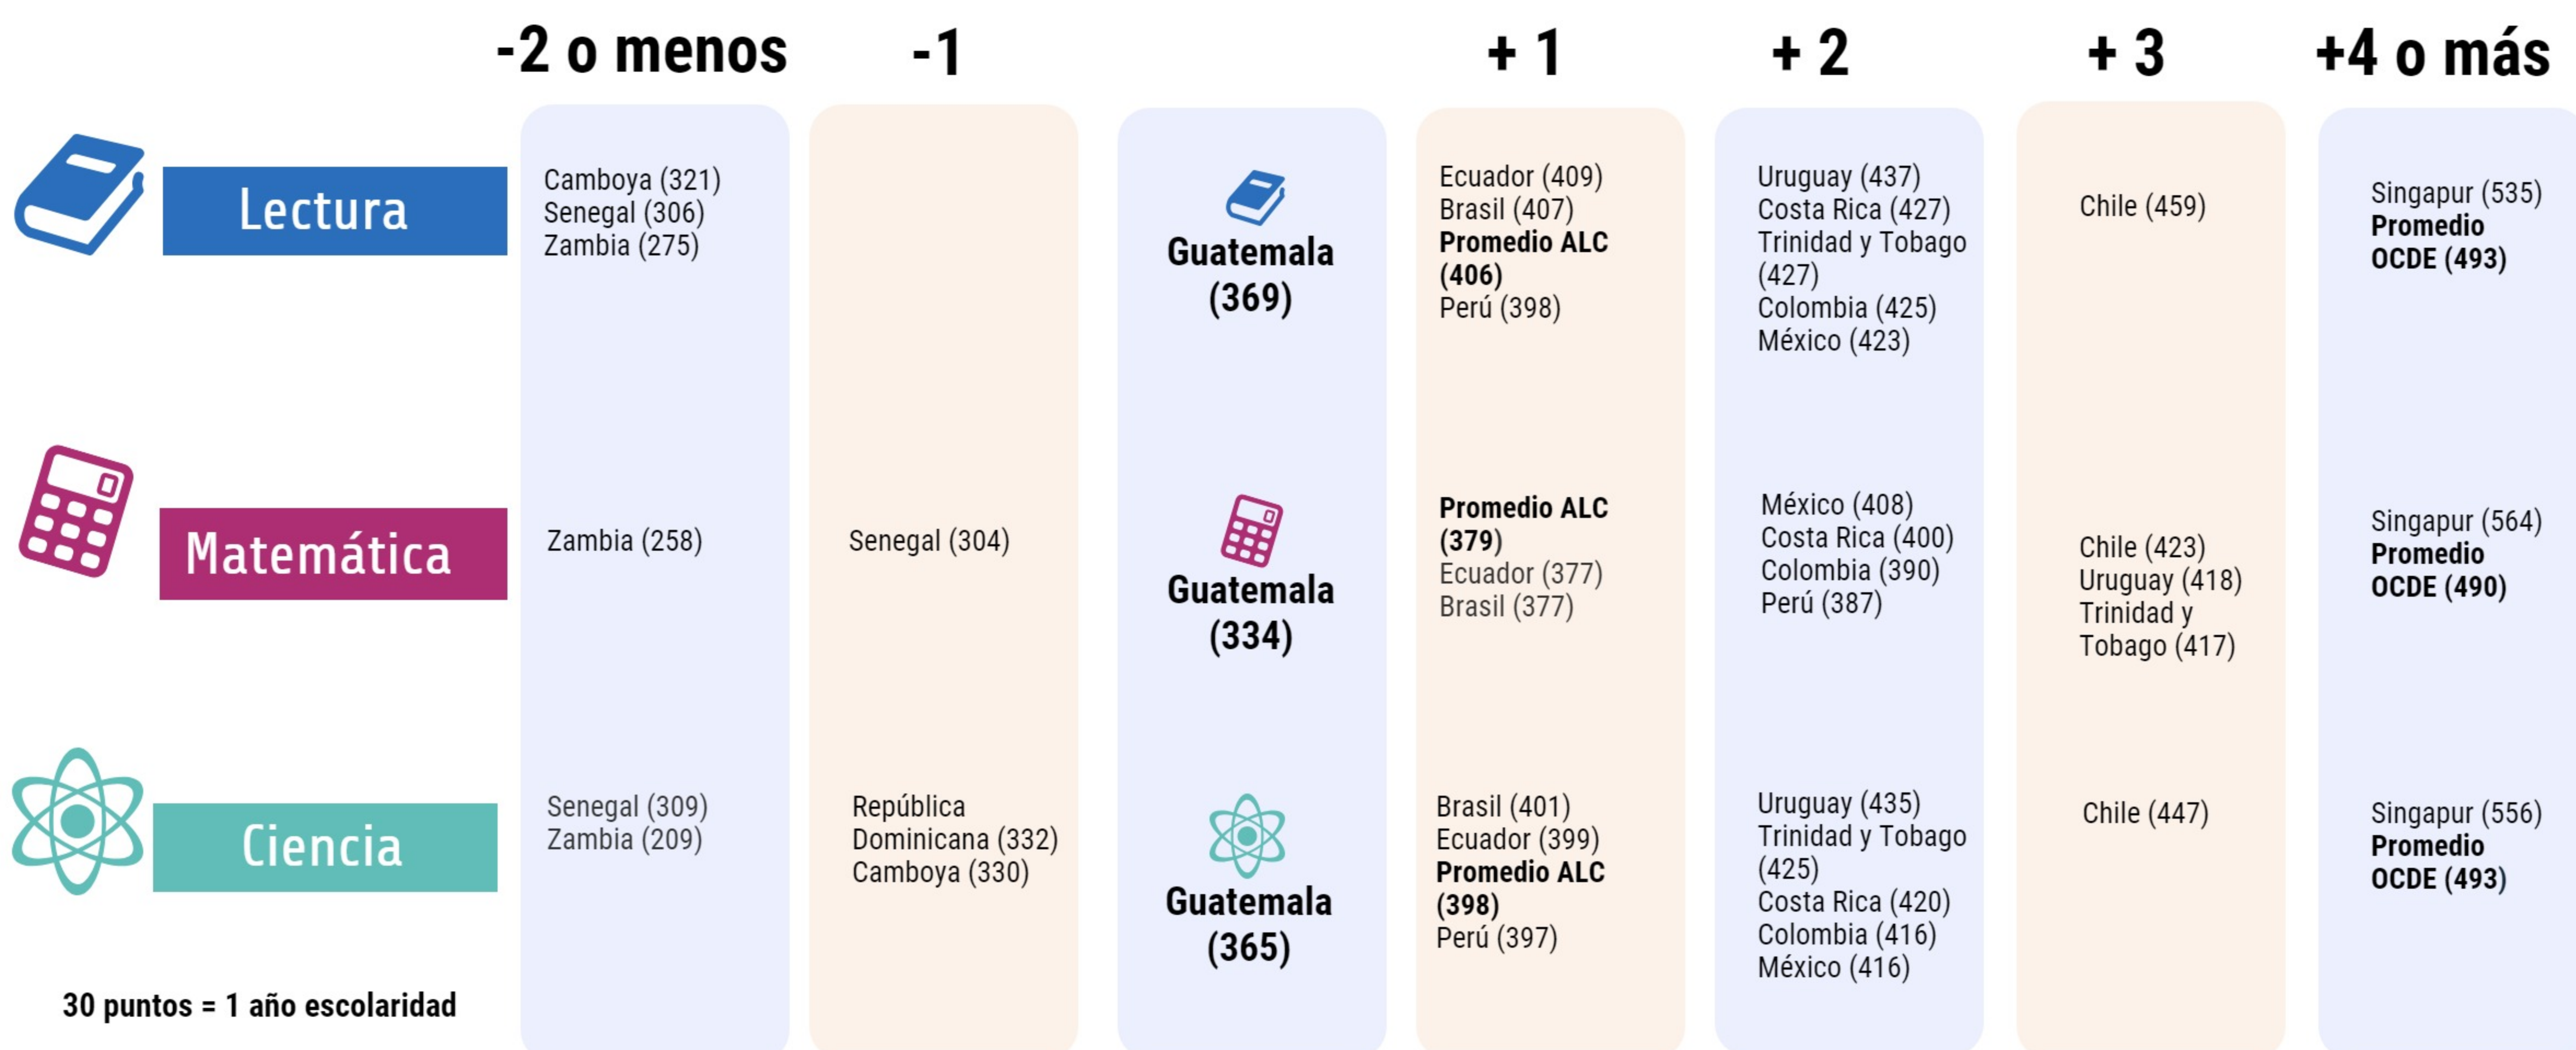 -2 o menos
-1
+ 1
+ 2
+ 3
+4 o más
Lectura
Camboya (321)
Senegal (306)
Zambia (275)
Guatemala
(369)
Ecuador (409)
Brasil (407)
Promedio ALC
(406)
Perú (398)
Uruguay (437)
Costa Rica (427)
Trinidad y Tobago
(427)
Colombia (425)
México (423)
Chile (459)
Singapur (535)
Promedio
OCDE (493)
Matemática
Zambia (258)
Senegal (304)
Guatemala
(334)
Promedio ALC
(379)
Ecuador (377)
Brasil (377)
México (408)
Costa Rica (400)
Colombia (390)
Perú (387)
Chile (423)
Uruguay (418)
Trinidad y
Tobago (417)
Singapur (564)
Promedio
OCDE (490)
Ciencia
Senegal (309)
Zambia (209)
República
Dominicana (332)
Camboya (330)
Guatemala
(365)
Brasil (401)
Ecuador (399)
Promedio ALC
(398)
Perú (397)
Uruguay (435)
Trinidad y Tobago
(425)
Costa Rica (420)
Colombia (416)
México (416)
Chile (447)
Singapur (556)
Promedio
OCDE (493)
30 puntos = 1 año escolaridad